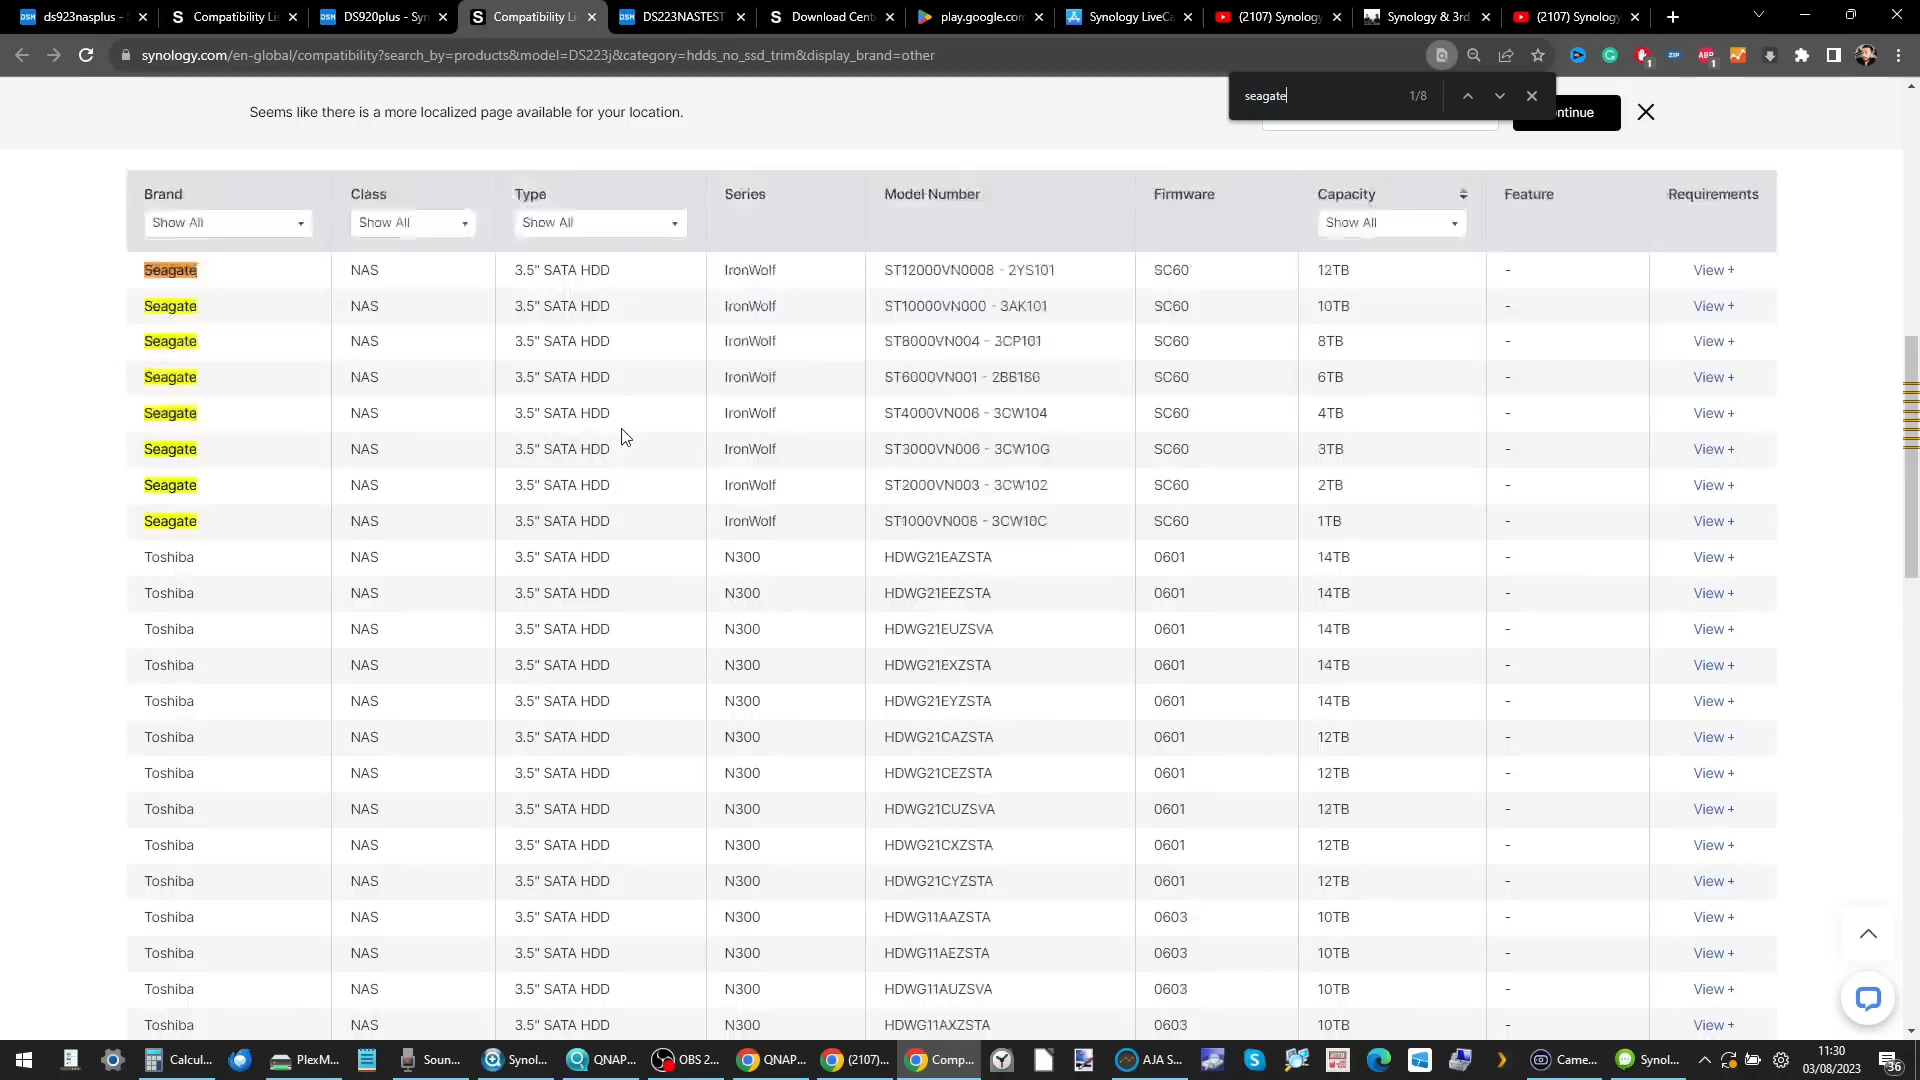 ds923nasplus -
Compatibility Lis
DS920plus - Syn
Compatibility Lis
DS223NASTEST
Download Cent
play.google.com
Synology LiveCa
(2107) Synology
Synology & 3rd
(2107) Synology
synology.com/en-global/compatibility?search_by=products&model=DS223j&category=hdds_no_ssd_trim&display_brand=other
seagate 1/8
Seems like there is a more localized page available for your location.
ontinue
Brand Class Type Series Model Number Firmware Capacity Feature Requirements
Show All Show All Show All Show All
Seagate NAS 3.5" SATA HDD IronWolf ST12000VN0008 - 2YS101 SC60 12TB - View +
Seagate NAS 3.5" SATA HDD IronWolf ST10000VN000 - 3AK101 SC60 10TB - View +
Seagate NAS 3.5" SATA HDD IronWolf ST8000VN004 - 3CP101 SC60 8TB - View +
Seagate NAS 3.5" SATA HDD IronWolf ST6000VN001 - 2BB186 SC60 6TB - View +
Seagate NAS 3.5" SATA HDD IronWolf ST4000VN006 - 3CW104 SC60 4TB - View +
Seagate NAS 3.5" SATA HDD IronWolf ST3000VN006 - 3CW10G SC60 3TB - View +
Seagate NAS 3.5" SATA HDD IronWolf ST2000VN003 - 3CW102 SC60 2TB - View +
Seagate NAS 3.5" SATA HDD IronWolf ST1000VN008 - 3CW10C SC60 1TB - View +
Toshiba NAS 3.5" SATA HDD N300 HDWG21EAZSTA 0601 14TB - View +
Toshiba NAS 3.5" SATA HDD N300 HDWG21EEZSTA 0601 14TB - View +
Toshiba NAS 3.5" SATA HDD N300 HDWG21EUZSVA 0601 14TB - View +
Toshiba NAS 3.5" SATA HDD N300 HDWG21EXZSTA 0601 14TB - View +
Toshiba NAS 3.5" SATA HDD N300 HDWG21EYZSTA 0601 14TB - View +
Toshiba NAS 3.5" SATA HDD N300 HDWG21CAZSTA 0601 12TB - View +
Toshiba NAS 3.5" SATA HDD N300 HDWG21CEZSTA 0601 12TB - View +
Toshiba NAS 3.5" SATA HDD N300 HDWG21CUZSVA 0601 12TB - View +
Toshiba NAS 3.5" SATA HDD N300 HDWG21CXZSTA 0601 12TB - View +
Toshiba NAS 3.5" SATA HDD N300 HDWG21CYZSTA 0601 12TB - View +
Toshiba NAS 3.5" SATA HDD N300 HDWG11AAZSTA 0603 10TB - View +
Toshiba NAS 3.5" SATA HDD N300 HDWG11AEZSTA 0603 10TB - View +
Toshiba NAS 3.5" SATA HDD N300 HDWG11AUZSVA 0603 10TB - View +
Toshiba NAS 3.5" SATA HDD N300 HDWG11AXZSTA 0603 10TB - View +
Calcul... PlexM... Soun... Synol... QNAP... OBS 2... QNAP... (2107)... Comp... AJA S... Came... Synol... 11:30
03/08/2023 36